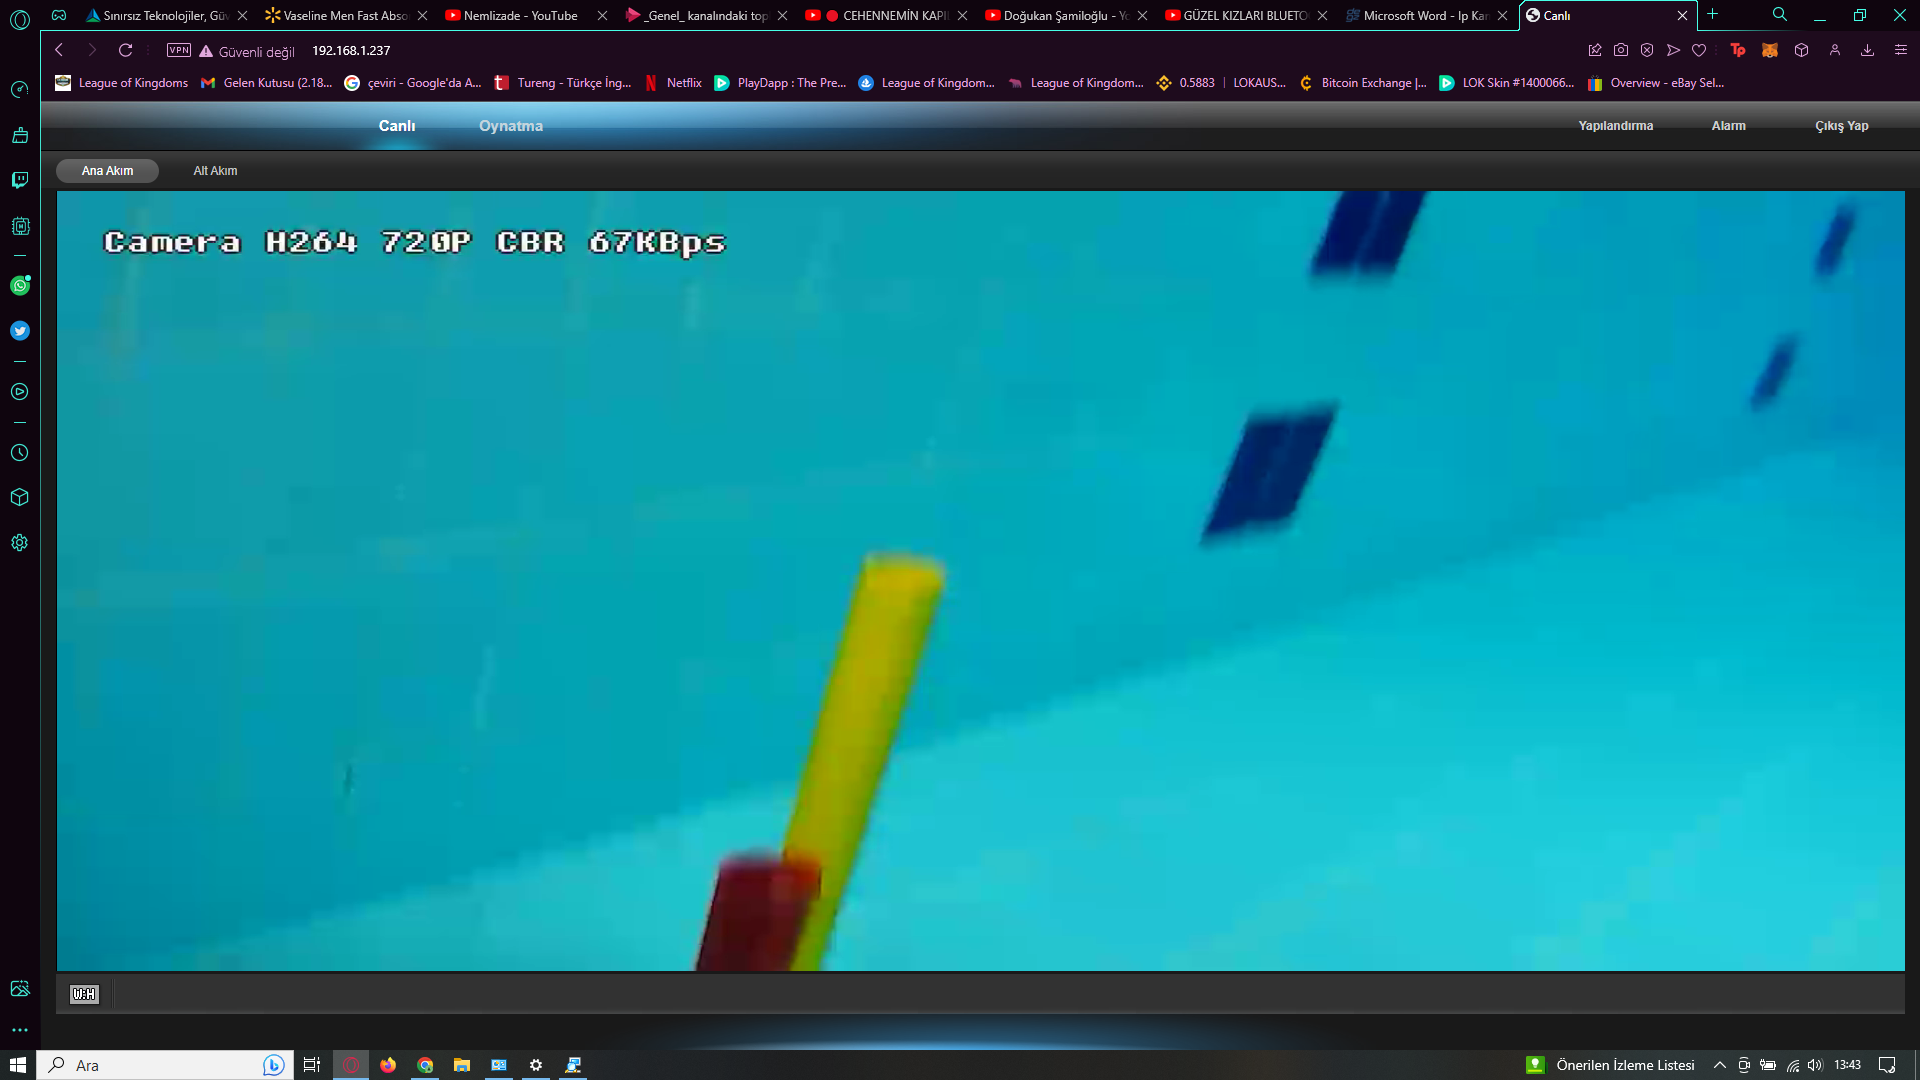 Sınırsız Teknolojiler, Güv
Vaseline Men Fast Abso
Nemlizade - YouTube
_Genel_ kanalındaki top
CEHENNEMİN KAPI
Doğukan Şamiloğlu - Yo
GÜZEL KIZLARI BLUETO
Microsoft Word - Ip Kam
Canlı
VPN
Güvenli değil
192.168.1.237
Tp
League of Kingdoms
Gelen Kutusu (2.18...
çeviri - Google'da A...
Tureng - Türkçe İng...
Netflix
PlayDapp : The Pre...
League of Kingdom...
League of Kingdom...
0.5883 | LOKAUS...
Bitcoin Exchange |...
LOK Skin #1400066...
Overview - eBay Sel...
Canlı
Oynatma
Yapılandırma
Alarm
Çıkış Yap
Ana Akım
Alt Akım
Camera H264 720P CBR 67KBps
W:H
Ara
Önerilen İzleme Listesi
13:43